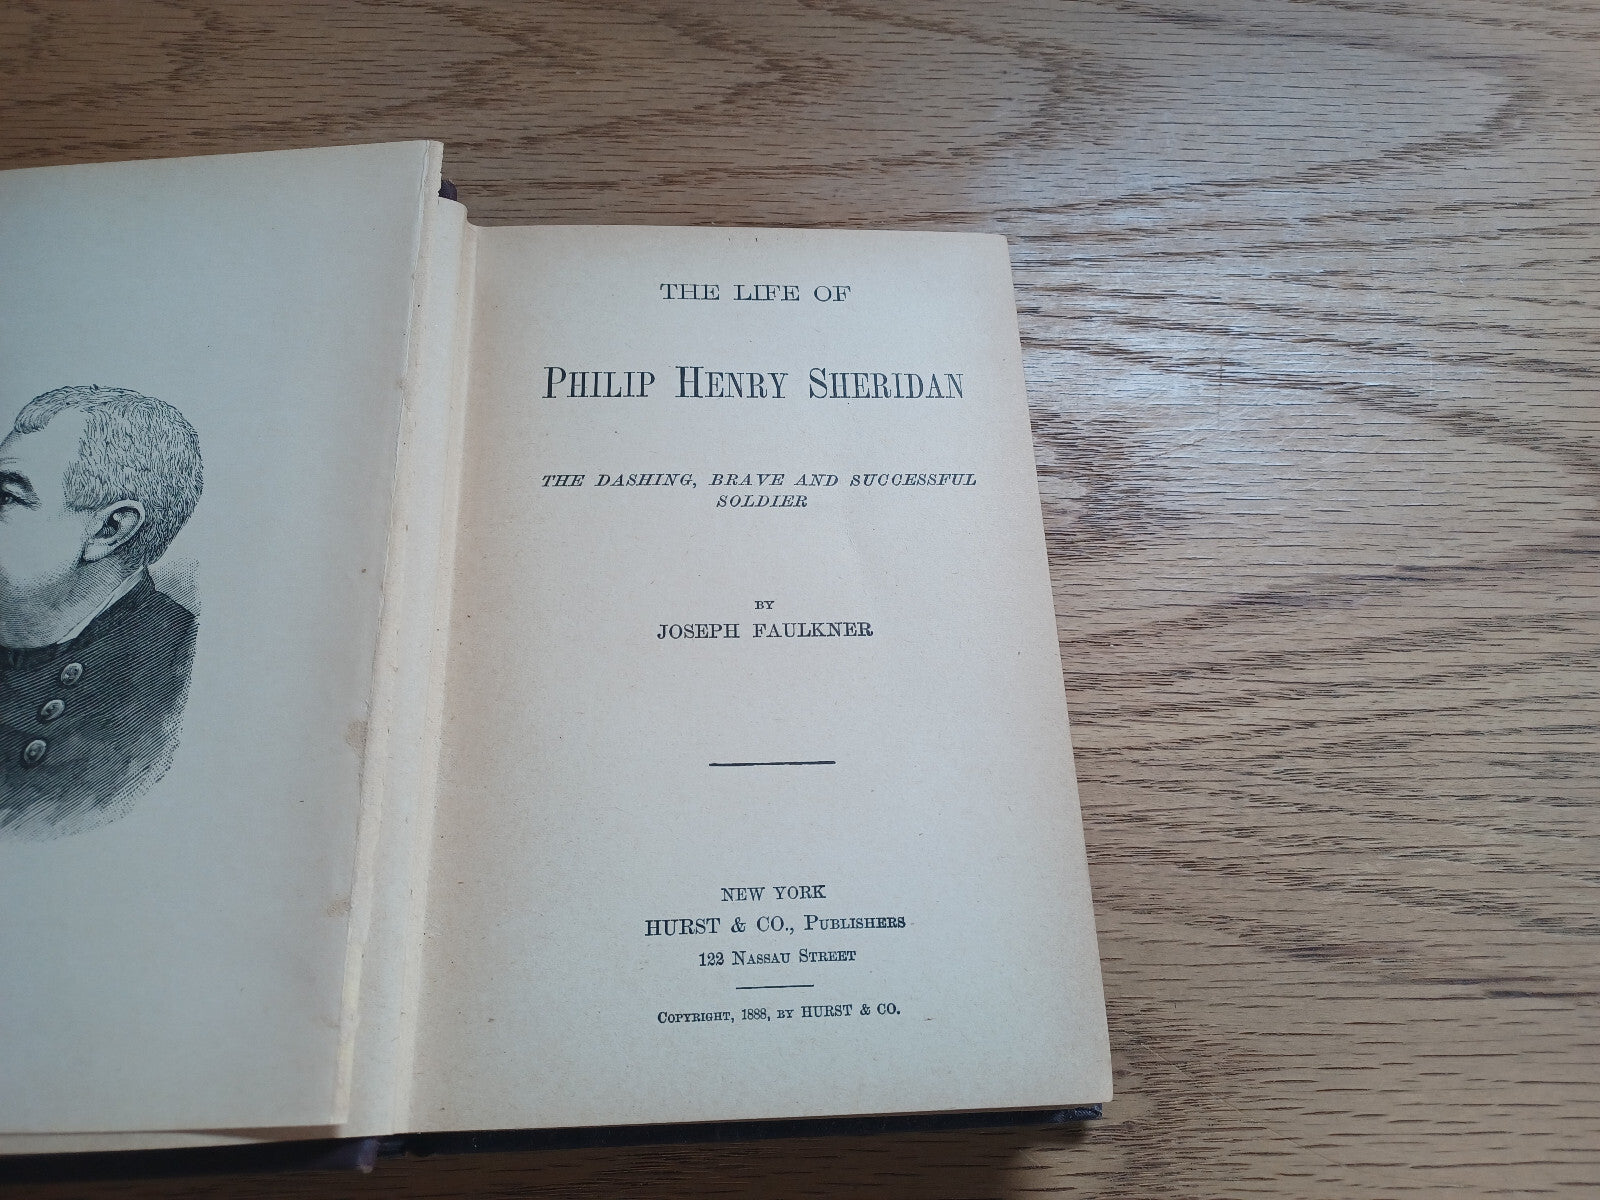 THE LIFE OF
PHILIP HENRY SHERIDAN
THE DASHING, BRAVE AND SUCCESSFUL
SOLDIER
BY
JOSEPH FAULKNER
NEW YORK
HURST & CO., PUBLISHERS
122 NASSAU STREET
COPYRIGHT, 1888, BY HURST & CO.